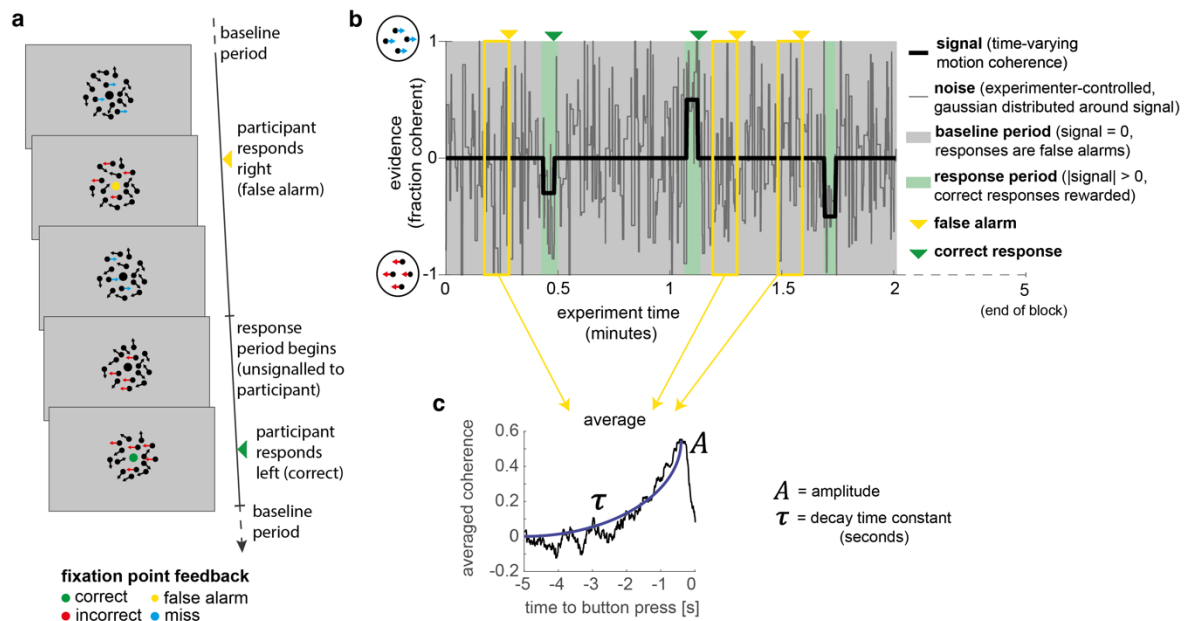 a
baseline
period
participant
responds
right
(false alarm)
response
period begins
(unsignalled to
participant)
participant
responds
left (correct)
baseline
period
fixation point feedback
correct
false alarm
incorrect
miss
b
evidence
(fraction coherent)
1
0
-1
0
0.5
1
1.5
2
5
experiment time
(minutes)
(end of block)
signal (time-varying
motion coherence)
noise (experimenter-controlled,
gaussian distributed around signal)
baseline period (signal = 0,
responses are false alarms)
response period (|signal| > 0,
correct responses rewarded)
false alarm
correct response
c
average
averaged coherence
0.6
0.4
0.2
0
-0.2
A
τ
-5
-4
-3
-2
-1
0
time to button press [s]
A = amplitude
τ = decay time constant
(seconds)